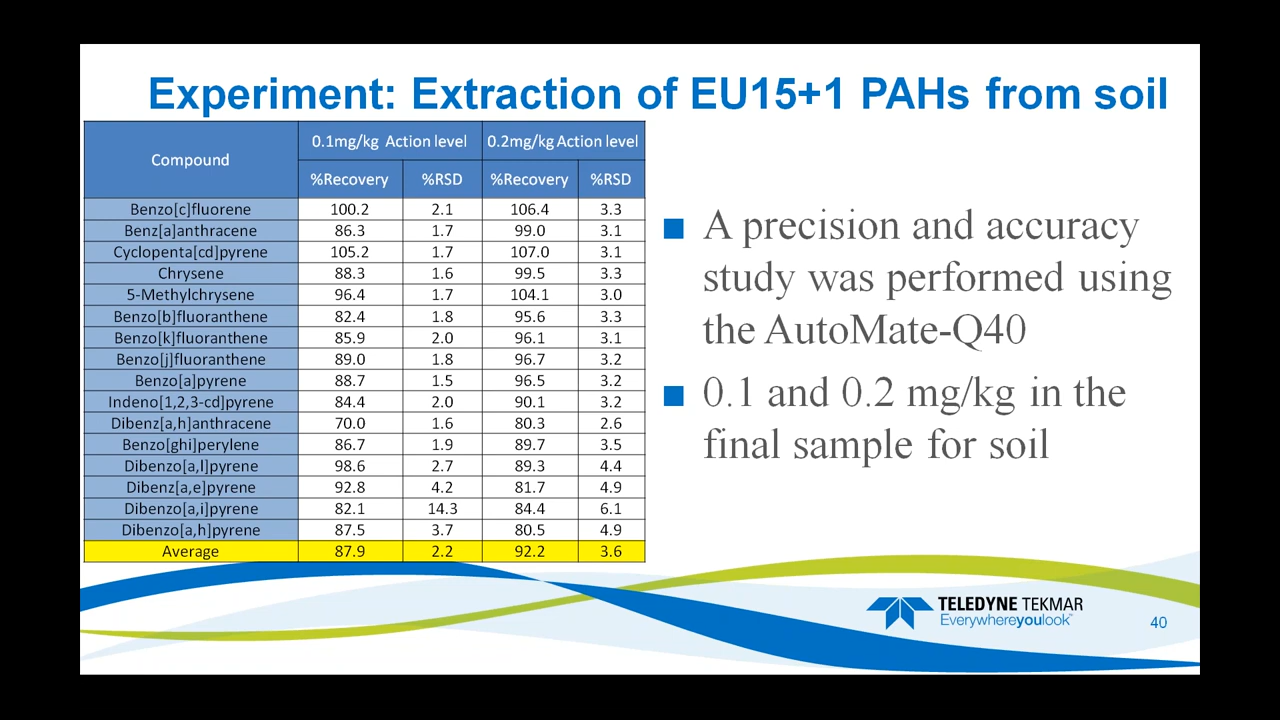 Experiment: Extraction of EU15+1 PAHs from soil
Compound 0.1mg/kg Action level 0.2mg/kg Action level
%Recovery %RSD %Recovery %RSD
Benzo[c]fluorene 100.2 2.1 106.4 3.3
Benz[a]anthracene 86.3 1.7 99.0 3.1
Cyclopenta[cd]pyrene 105.2 1.7 107.0 3.1
Chrysene 88.3 1.6 99.5 3.3
5-Methylchrysene 96.4 1.7 104.1 3.0
Benzo[b]fluoranthene 82.4 1.8 95.6 3.3
Benzo[k]fluoranthene 85.9 2.0 96.1 3.1
Benzo[j]fluoranthene 89.0 1.8 96.7 3.2
Benzo[a]pyrene 88.7 1.5 96.5 3.2
Indeno[1,2,3-cd]pyrene 84.4 2.0 90.1 3.2
Dibenz[a,h]anthracene 70.0 1.6 80.3 2.6
Benzo[ghi]perylene 86.7 1.9 89.7 3.5
Dibenzo[a,l]pyrene 98.6 2.7 89.3 4.4
Dibenz[a,e]pyrene 92.8 4.2 81.7 4.9
Dibenzo[a,i]pyrene 82.1 14.3 84.4 6.1
Dibenzo[a,h]pyrene 87.5 3.7 80.5 4.9
Average 87.9 2.2 92.2 3.6
A precision and accuracy
study was performed using
the AutoMate-Q40
0.1 and 0.2 mg/kg in the
final sample for soil
TELEDYNE TEKMAR
Everywhereyoulook™
40